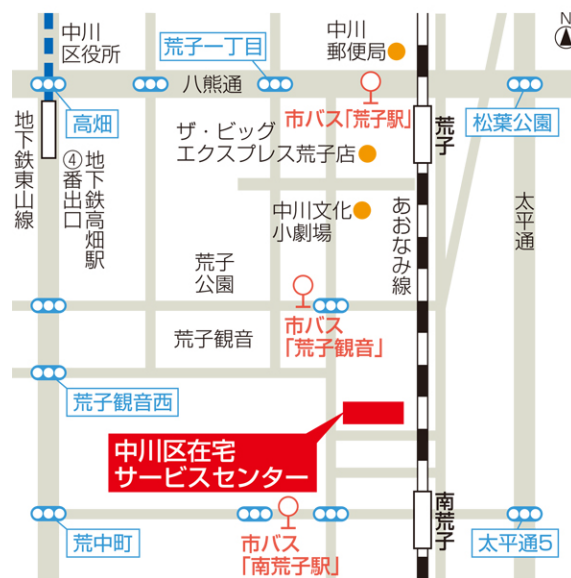 中川
区役所
荒子一丁目
中川
郵便局
N
八熊通
高畑
市バス「荒子駅」
荒子
松葉公園
ザ・ビッグ
エクスプレス荒子店
地下鉄東山線
地下鉄高畑駅
④番出口
中川文化
小劇場
あおなみ線
太平通
荒子
公園
市バス
「荒子観音」
荒子観音
荒子観音西
中川区在宅
サービスセンター
南荒子
荒中町
市バス
「南荒子駅」
太平通5